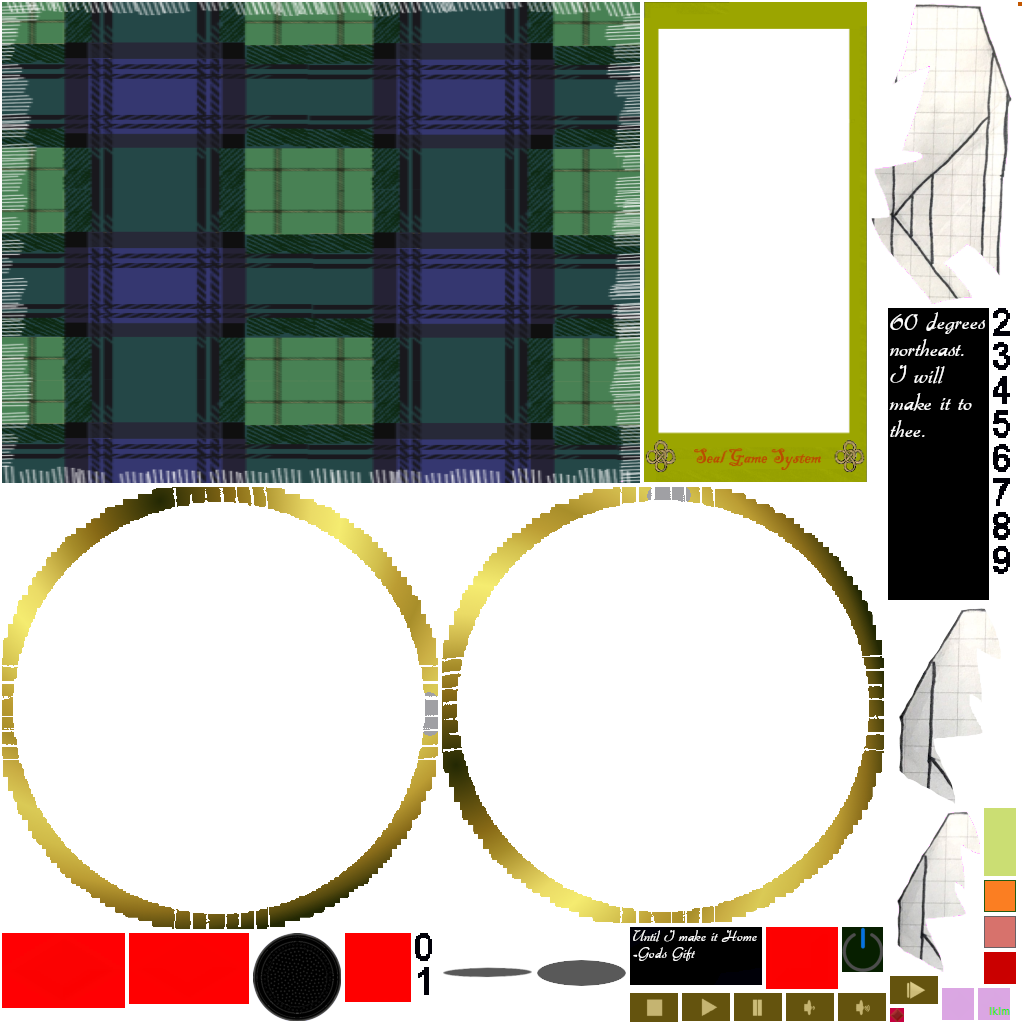 Seal Game System
60 degrees
northeast.
I will
make it to
thee.
2
3
4
5
6
7
8
9
0
1
Until I make it Home
-Gods Gift